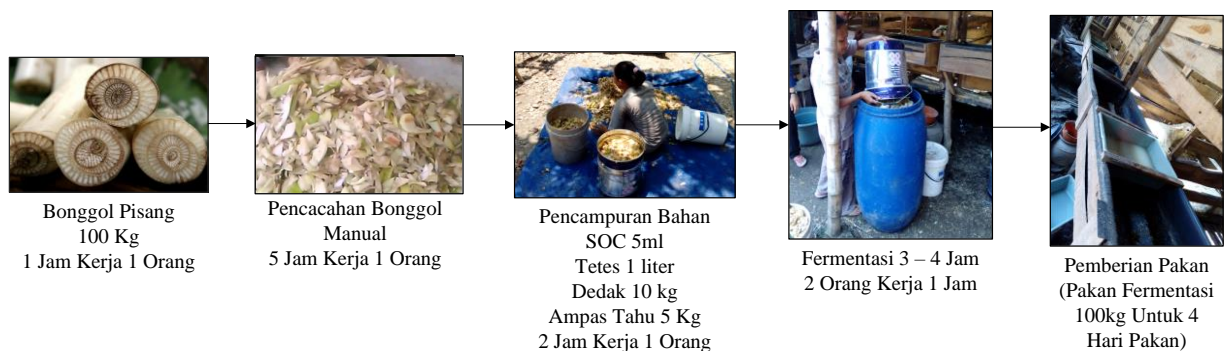 Bonggol Pisang
100 Kg
1 Jam Kerja 1 Orang
Pencacahan Bonggol
Manual
5 Jam Kerja 1 Orang
Pencampuran Bahan
SOC 5ml
Tetes 1 liter
Dedak 10 kg
Ampas Tahu 5 Kg
2 Jam Kerja 1 Orang
Fermentasi 3 – 4 Jam
2 Orang Kerja 1 Jam
Pemberian Pakan
(Pakan Fermentasi
100kg Untuk 4
Hari Pakan)